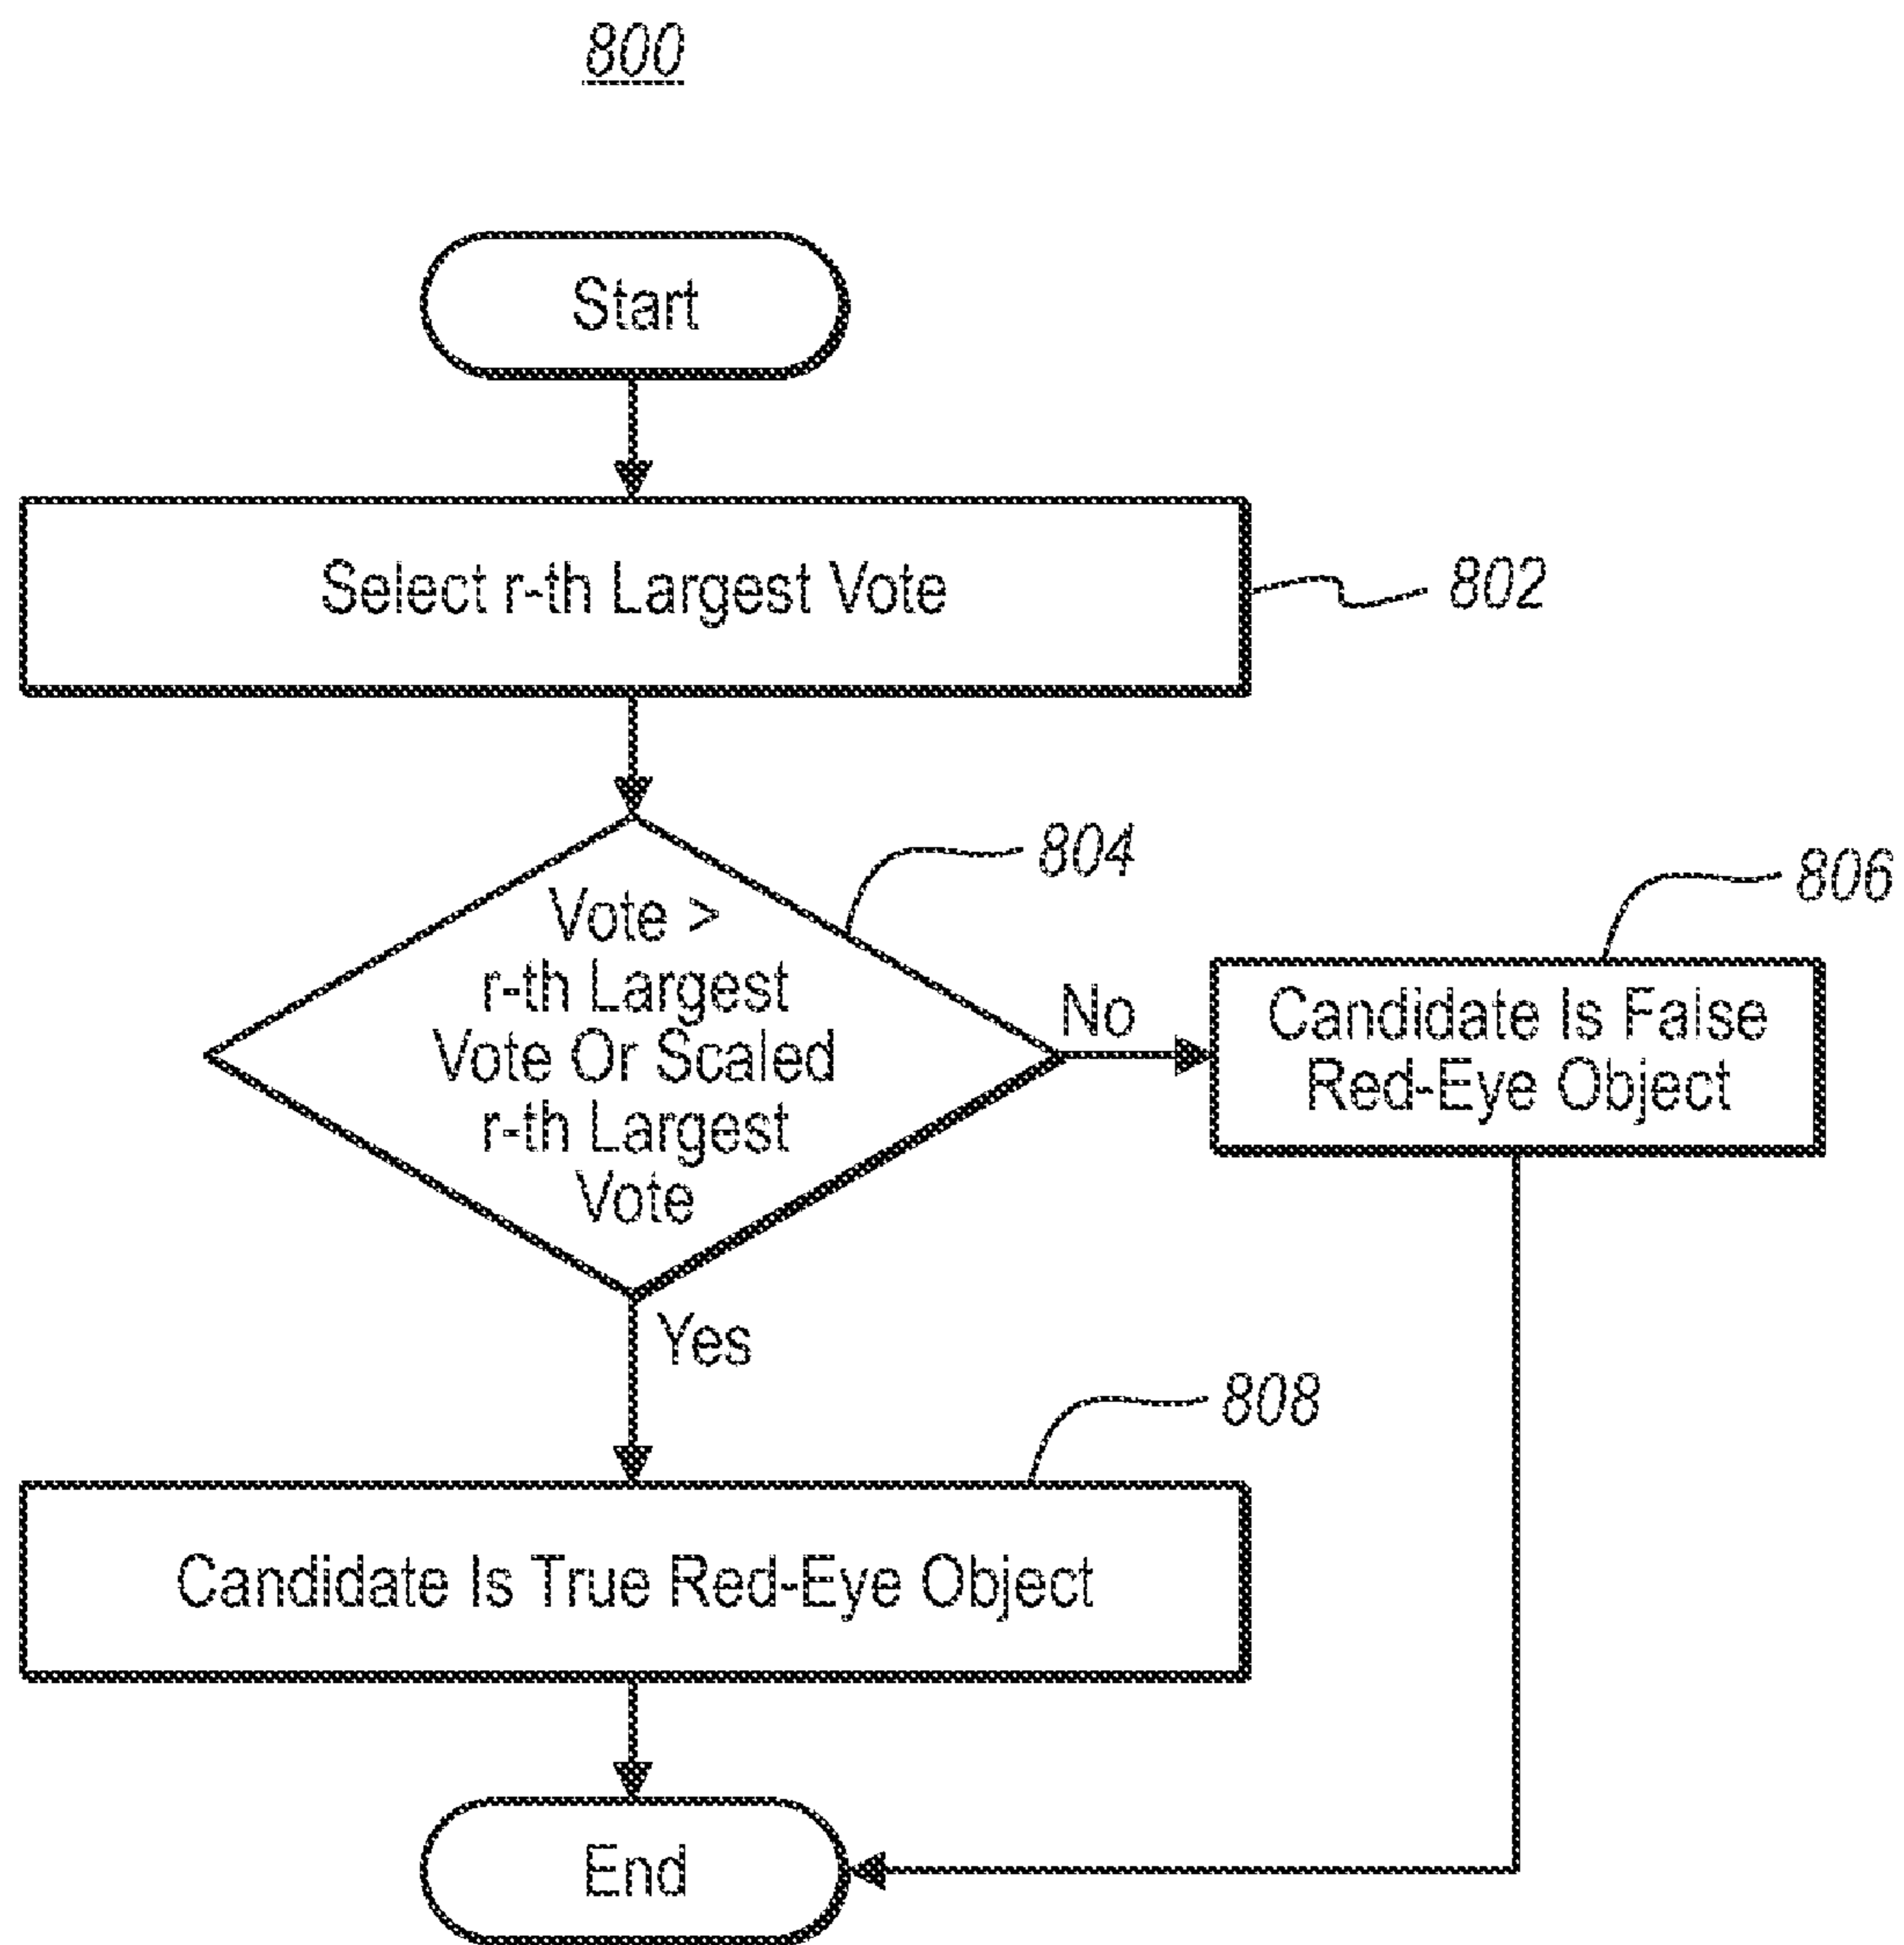 800
Start
Select r-th Largest Vote
802
804
Vote >
r-th Largest
Vote Or Scaled
r-th Largest
Vote
No
806
Candidate Is False
Red-Eye Object
Yes
808
Candidate Is True Red-Eye Object
End